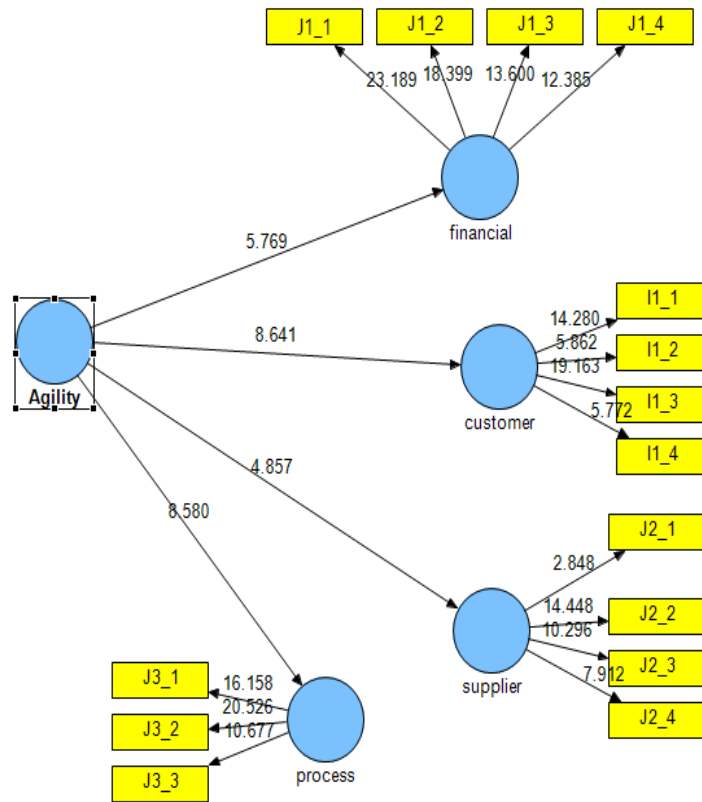 J1_1
J1_2
J1_3
J1_4
23.189
18.399
13.600
12.385
financial
5.769
I1_1
14.280
8.641
5.862
I1_2
19.163
Agility
I1_3
5.772
customer
I1_4
4.857
8.580
J2_1
2.848
14.448
J2_2
10.296
J2_3
7.912
supplier
J3_1
16.158
20.526
J2_4
J3_2
10.677
J3_3
process